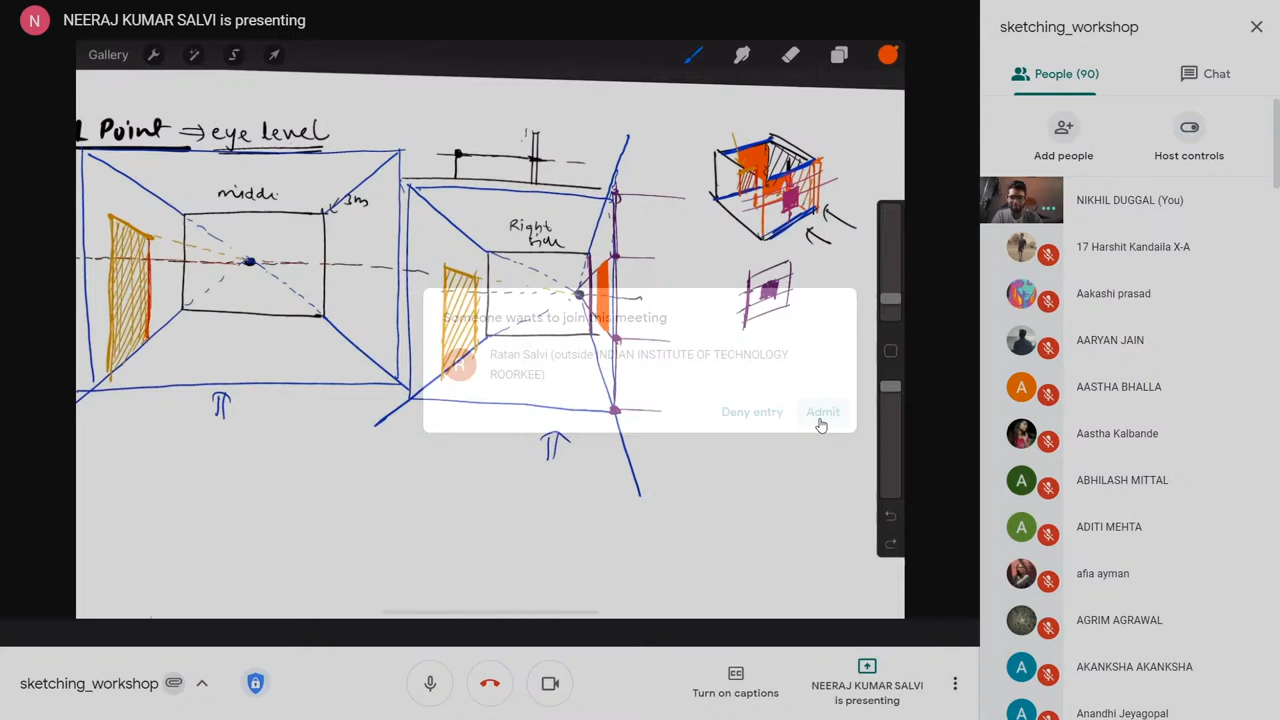 N NEERAJ KUMAR SALVI is presenting
Gallery
L Point ⇒ eye level
middle
3m
Right
side
Someone wants to join this meeting
Ratan Salvi (outside INDIAN INSTITUTE OF TECHNOLOGY
ROORKEE)
Deny entry Admit
sketching_workshop
Turn on captions
NEERAJ KUMAR SALVI
is presenting
sketching_workshop
People (90) Chat
Add people Host controls
NIKHIL DUGGAL (You)
17 Harshit Kandaila X-A
Aakashi prasad
AARYAN JAIN
A AASTHA BHALLA
Aastha Kalbande
A ABHILASH MITTAL
A ADITI MEHTA
afia ayman
AGRIM AGRAWAL
A AKANKSHA AKANKSHA
A Anandhi Jeyagopal